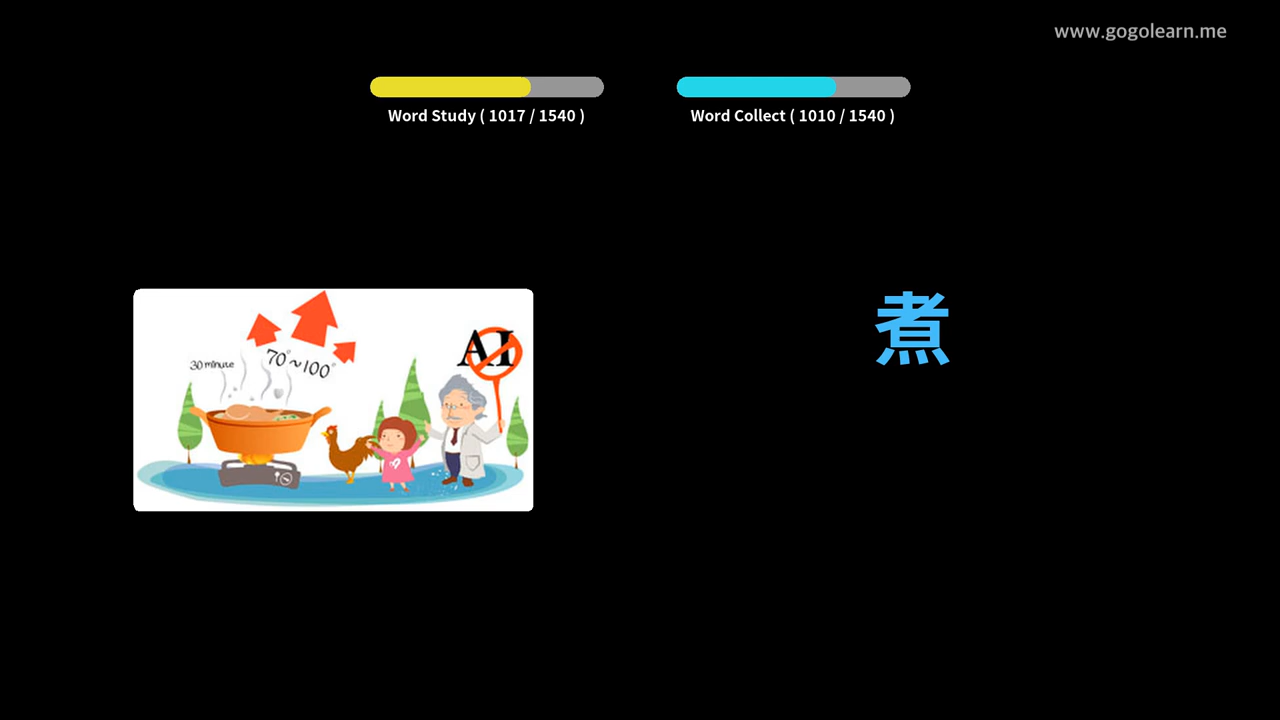 www.gogolearn.me
Word Study ( 1017 / 1540 )
Word Collect ( 1010 / 1540 )
30 minute
70°~100°
AI
煮